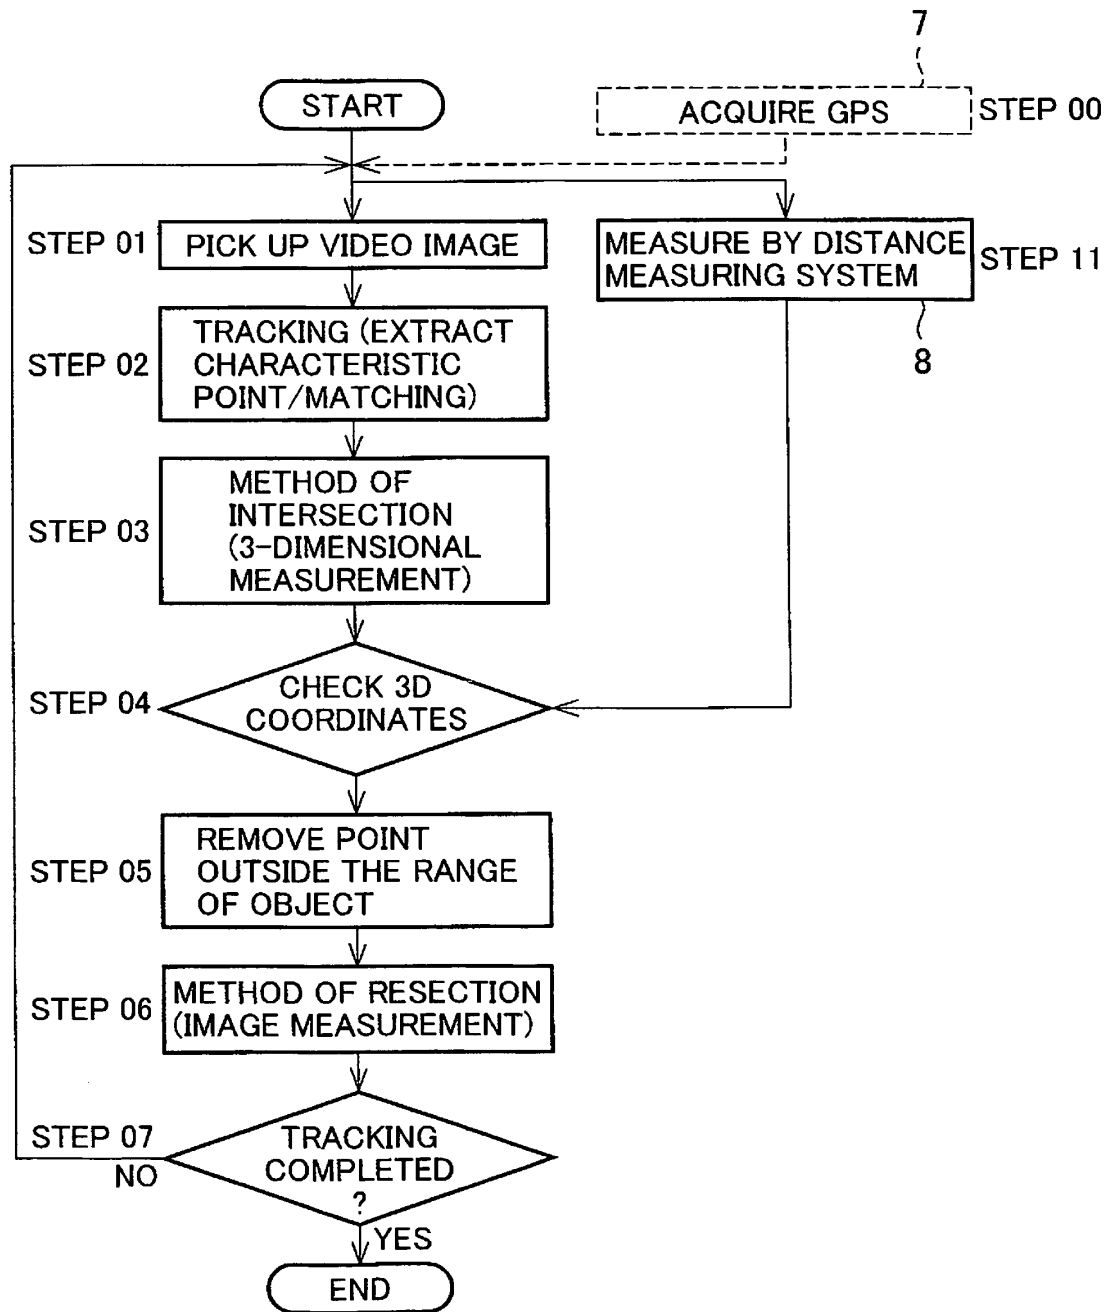 7
START
ACQUIRE GPS
STEP 00
STEP 01
PICK UP VIDEO IMAGE
MEASURE BY DISTANCE
MEASURING SYSTEM
STEP 11
8
STEP 02
TRACKING (EXTRACT
CHARACTERISTIC
POINT/MATCHING)
STEP 03
METHOD OF
INTERSECTION
(3-DIMENSIONAL
MEASUREMENT)
STEP 04
CHECK 3D
COORDINATES
STEP 05
REMOVE POINT
OUTSIDE THE RANGE
OF OBJECT
STEP 06
METHOD OF RESECTION
(IMAGE MEASUREMENT)
STEP 07
NO
TRACKING
COMPLETED
?
YES
END